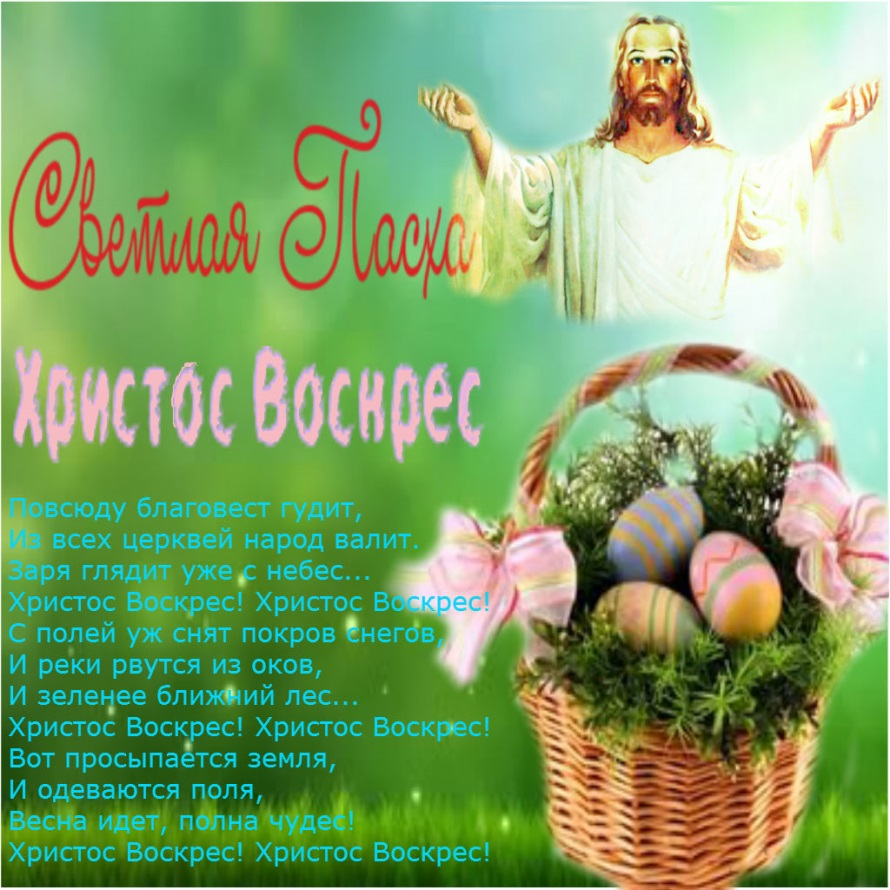 Светлая Пасха
Христос Воскрес
Повсюду благовест гудит,
Из всех церквей народ валит.
Заря глядит уже с небес...
Христос Воскрес! Христос Воскрес!
С полей уж снят покров снегов,
И реки рвутся из оков,
И зеленее ближний лес...
Христос Воскрес! Христос Воскрес!
Вот просыпается земля,
И одеваются поля,
Весна идет, полна чудес!
Христос Воскрес! Христос Воскрес!